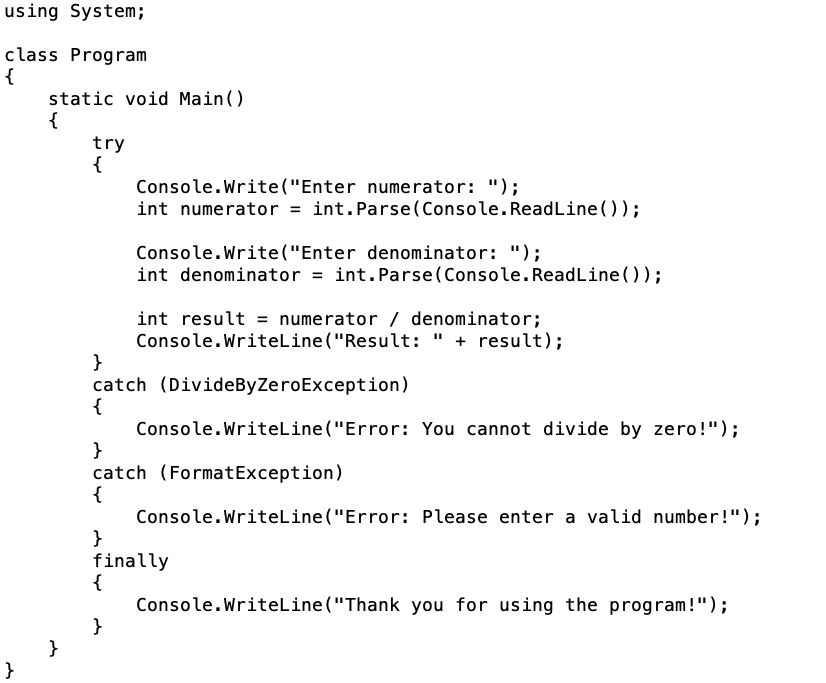 using System;

class Program
{
    static void Main()
    {
        try
        {
            Console.Write("Enter numerator: ");
            int numerator = int.Parse(Console.ReadLine());

            Console.Write("Enter denominator: ");
            int denominator = int.Parse(Console.ReadLine());

            int result = numerator / denominator;
            Console.WriteLine("Result: " + result);
        }
        catch (DivideByZeroException)
        {
            Console.WriteLine("Error: You cannot divide by zero!");
        }
        catch (FormatException)
        {
            Console.WriteLine("Error: Please enter a valid number!");
        }
        finally
        {
            Console.WriteLine("Thank you for using the program!");
        }
    }
}